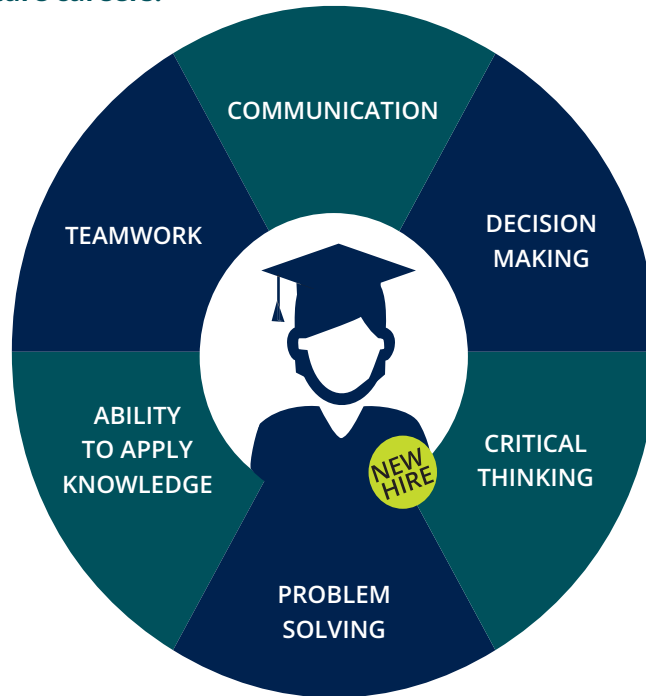 COMMUNICATION
DECISION
MAKING
TEAMWORK
ABILITY
TO APPLY
KNOWLEDGE
CRITICAL
THINKING
NEW
HIRE
PROBLEM
SOLVING